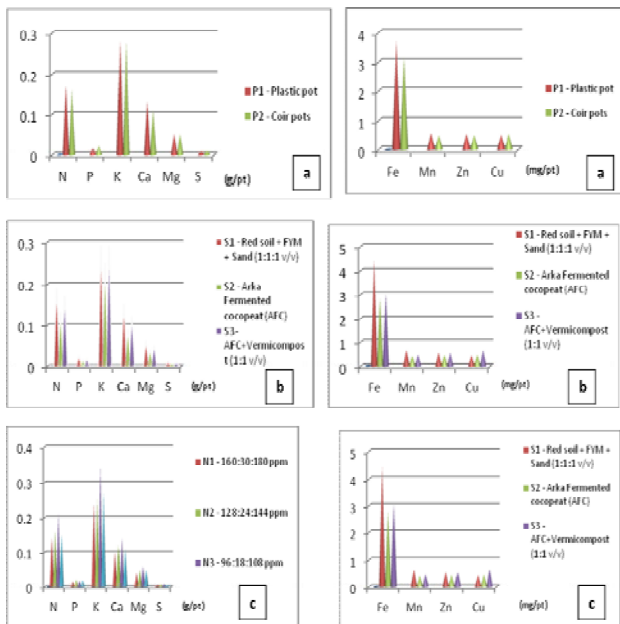 0.3
0.2
0.1
0
N P K Ca Mg S (g/pt)
P1 - Plastic pot
P2 - Coir pots
a
4
3
2
1
0
Fe Mn Zn Cu (mg/pt)
P1 - Plastic pot
P2 - Coir pots
a
0.3
0.2
0.1
0
N P K Ca Mg S (g/pt)
S1 - Red soil + FYM
+ Sand (1:1:1 v/v)
S2 - Arka
Fermented
cocopeat (AFC)
S3-
AFC+Vermicompos
t (1:1 v/v)
b
5
4
3
2
1
0
Fe Mn Zn Cu (mg/pt)
S1 - Red soil + FYM +
Sand (1:1:1 v/v)
S2 - Arka Fermented
cocopeat (AFC)
S3 -
AFC+Vermicompost
(1:1 v/v)
b
0.4
0.3
0.2
0.1
0
N P K Ca Mg S (g/pt)
N1 - 160:30:180ppm
N2 - 128:24:144ppm
N3 - 96:18:108ppm
c
5
4
3
2
1
0
Fe Mn Zn Cu (mg/pt)
S1 - Red soil + FYM +
Sand (1:1:1 v/v)
S2 - Arka Fermented
cocopeat (AFC)
S3 -
AFC+Vermicompost
(1:1 v/v)
c